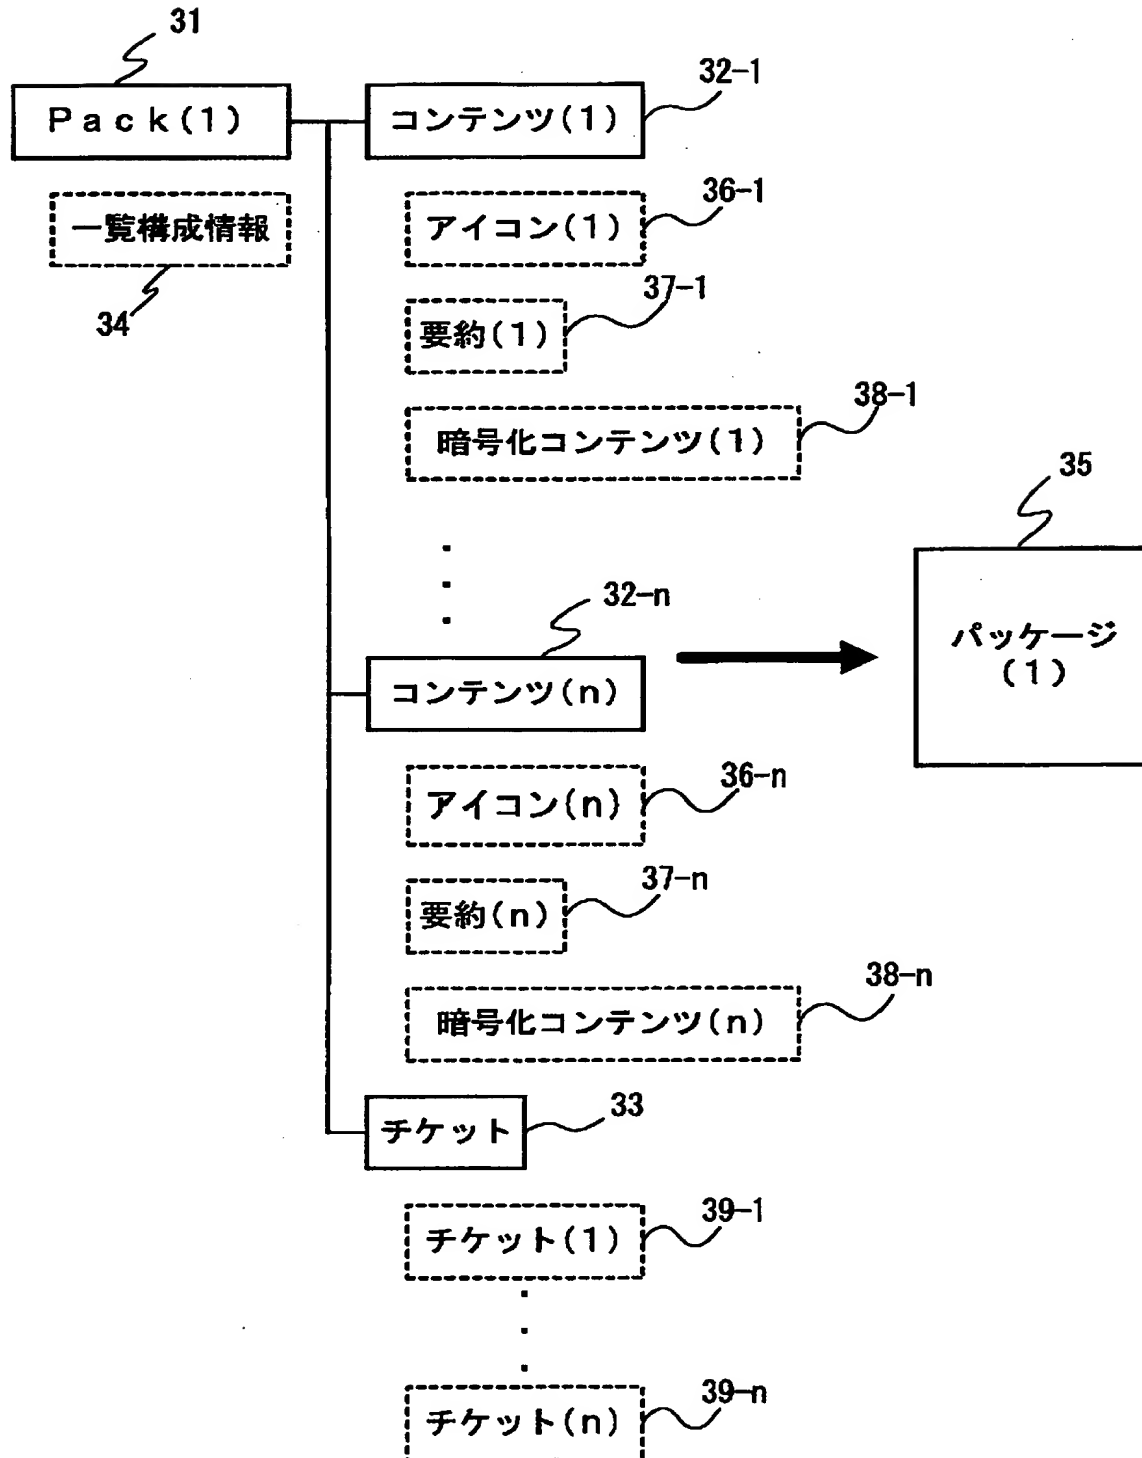 31
Pack(1)
コンテンツ(1)
32-1
一覧構成情報
34
アイコン(1)
36-1
要約(1)
37-1
暗号化コンテンツ(1)
38-1
35
パッケージ
(1)
32-n
コンテンツ(n)
アイコン(n)
36-n
要約(n)
37-n
暗号化コンテンツ(n)
38-n
チケット
33
チケット(1)
39-1
チケット(n)
39-n